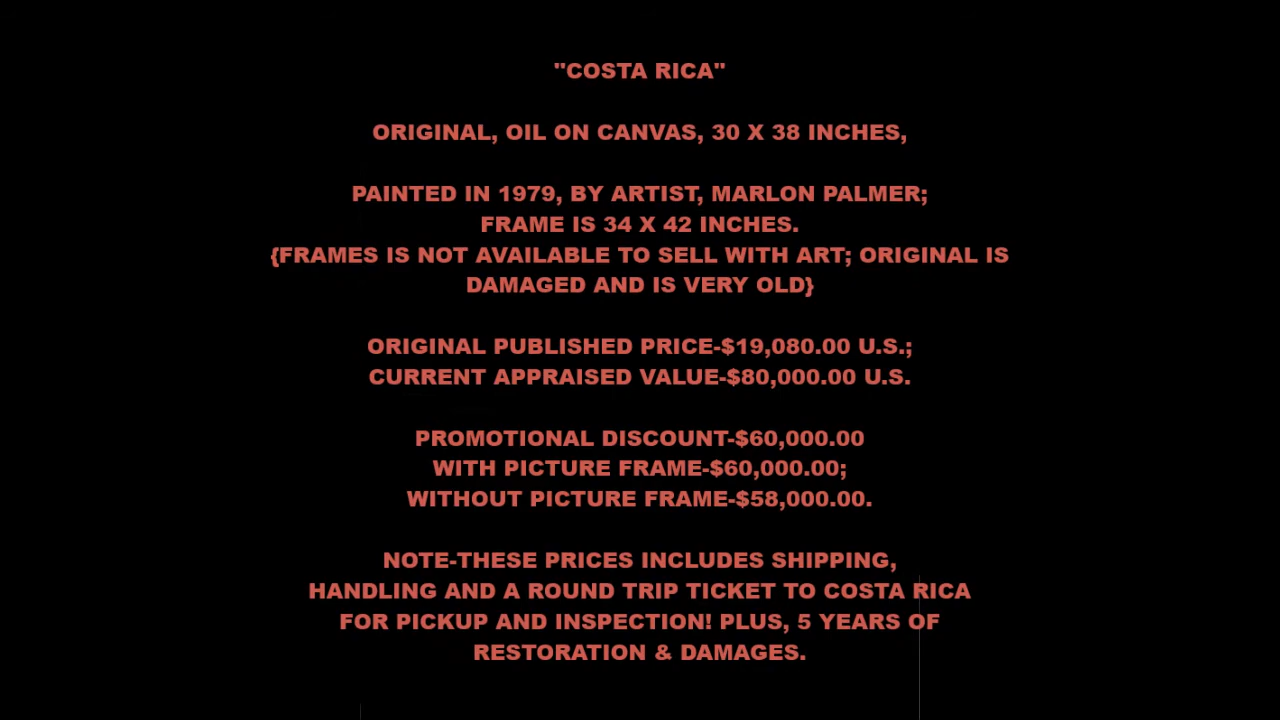 "COSTA RICA"
ORIGINAL, OIL ON CANVAS, 30 X 38 INCHES,
PAINTED IN 1979, BY ARTIST, MARLON PALMER;
FRAME IS 34 X 42 INCHES.
{FRAMES IS NOT AVAILABLE TO SELL WITH ART; ORIGINAL IS
DAMAGED AND IS VERY OLD}
ORIGINAL PUBLISHED PRICE-$19,080.00 U.S.;
CURRENT APPRAISED VALUE-$80,000.00 U.S.
PROMOTIONAL DISCOUNT-$60,000.00
WITH PICTURE FRAME-$60,000.00;
WITHOUT PICTURE FRAME-$58,000.00.
NOTE-THESE PRICES INCLUDES SHIPPING,
HANDLING AND A ROUND TRIP TICKET TO COSTA RICA
FOR PICKUP AND INSPECTION! PLUS, 5 YEARS OF
RESTORATION & DAMAGES.